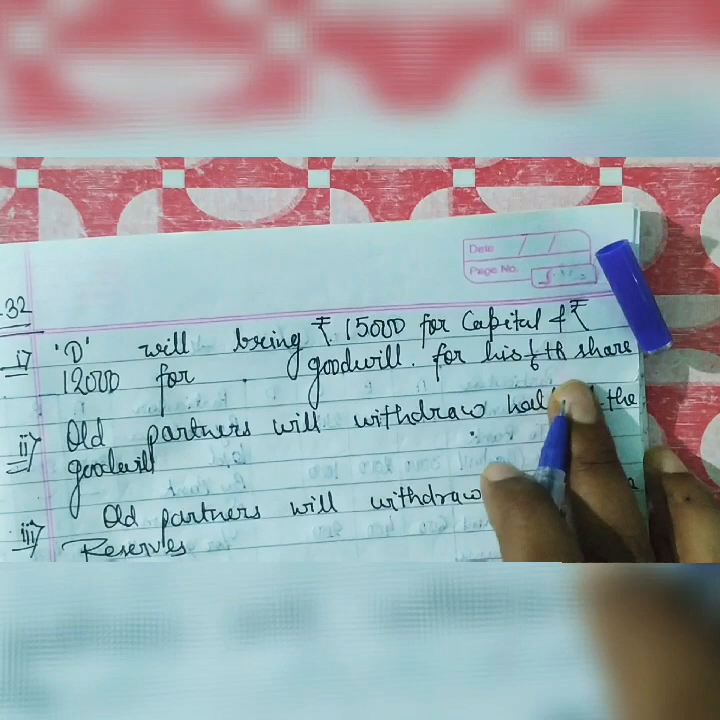 Date / /
Page No.
32
i) 'D' will bring ₹ 15000 for Capital & ₹
12000 for goodwill. for his 1/6 th share
ii) Old partners will withdraw the
goodwill
iii) Old partners will withdraw
Reserves